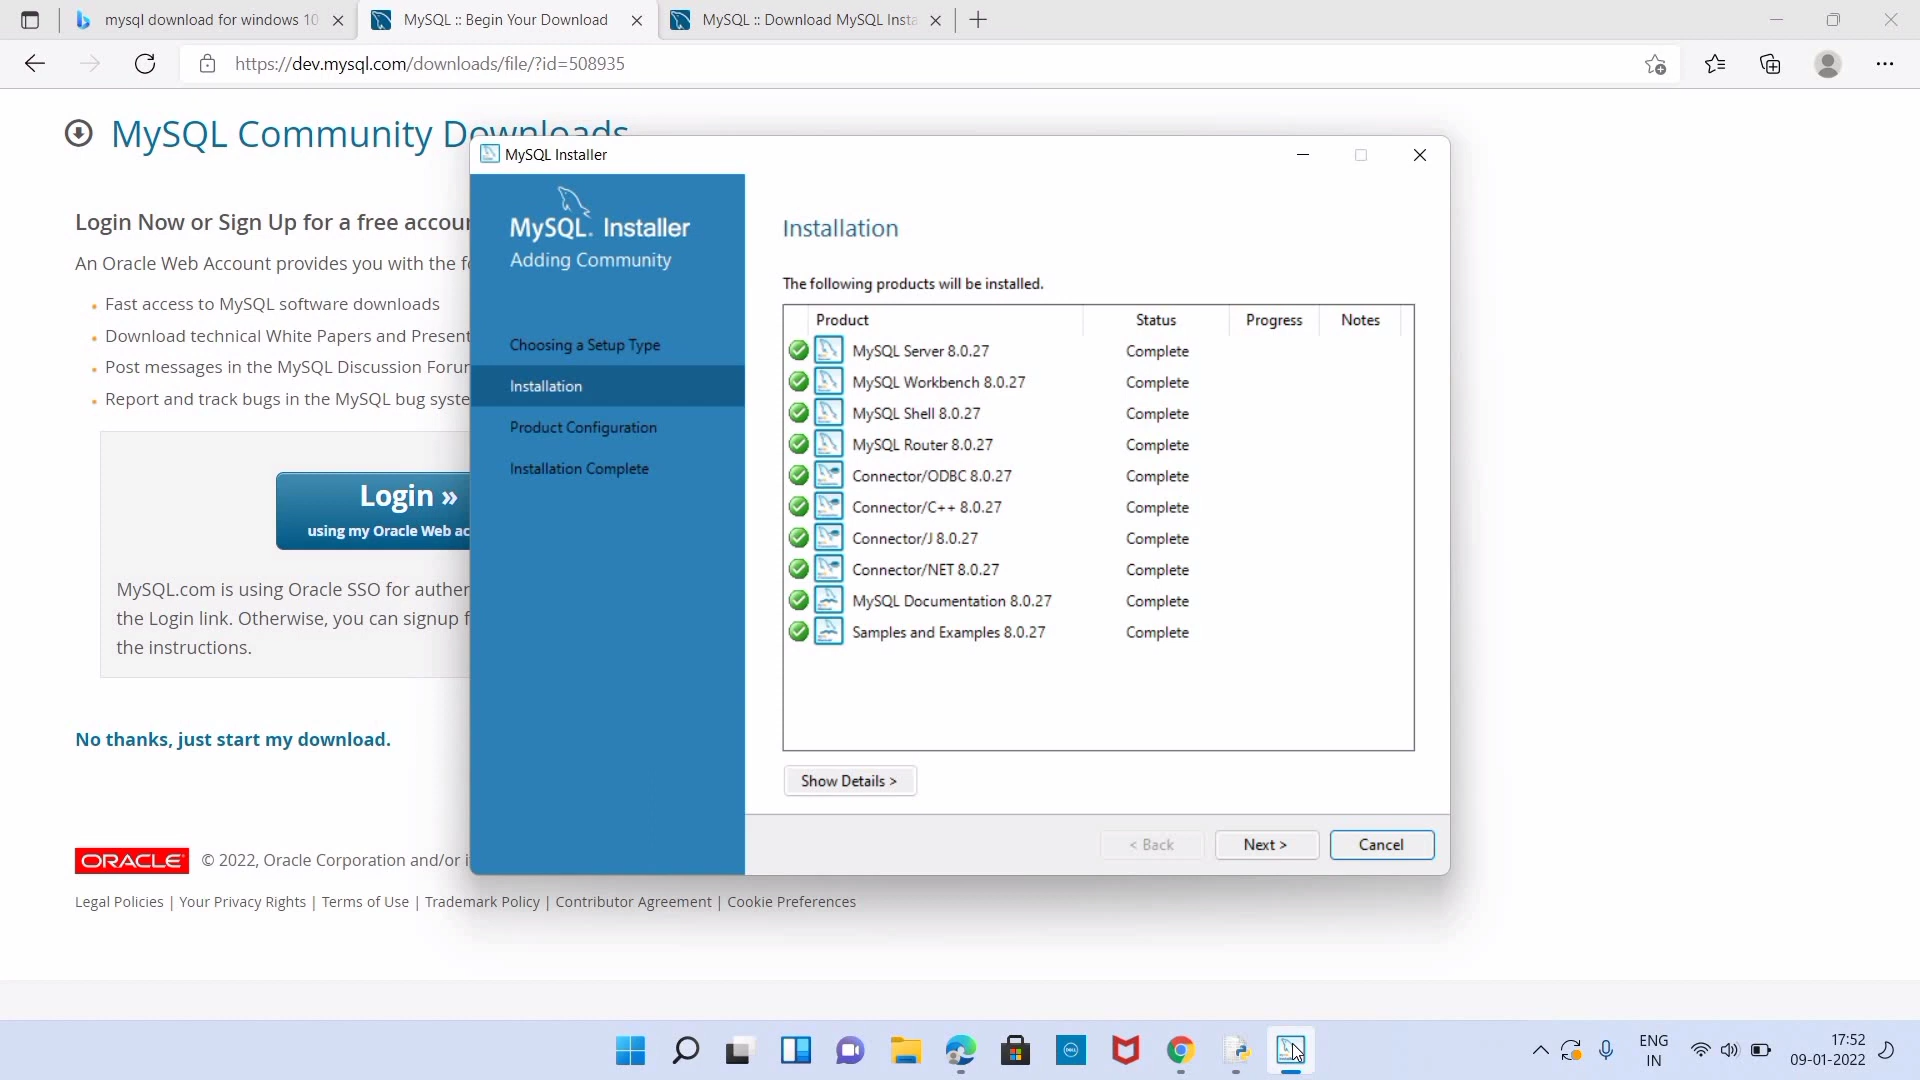 mysql download for windows 10
MySQL :: Begin Your Download
MySQL :: Download MySQL Insta
https://dev.mysql.com/downloads/file/?id=508935
MySQL Community Downloads
Login Now or Sign Up for a free accoun
An Oracle Web Account provides you with the fo
Fast access to MySQL software downloads
Download technical White Papers and Present
Post messages in the MySQL Discussion Forun
Report and track bugs in the MySQL bug syste
Login »
using my Oracle Web ac
MySQL.com is using Oracle SSO for authen
the Login link. Otherwise, you can signup f
the instructions.
No thanks, just start my download.
ORACLE © 2022, Oracle Corporation and/or i
Legal Policies | Your Privacy Rights | Terms of Use | Trademark Policy | Contributor Agreement | Cookie Preferences
MySQL Installer
MySQL. Installer
Adding Community
Choosing a Setup Type
Installation
Product Configuration
Installation Complete
Installation
The following products will be installed.
Product Status Progress Notes
MySQL Server 8.0.27 Complete
MySQL Workbench 8.0.27 Complete
MySQL Shell 8.0.27 Complete
MySQL Router 8.0.27 Complete
Connector/ODBC 8.0.27 Complete
Connector/C++ 8.0.27 Complete
Connector/J 8.0.27 Complete
Connector/NET 8.0.27 Complete
MySQL Documentation 8.0.27 Complete
Samples and Examples 8.0.27 Complete
Show Details >
< Back Next > Cancel
ENG
IN
17:52
09-01-2022